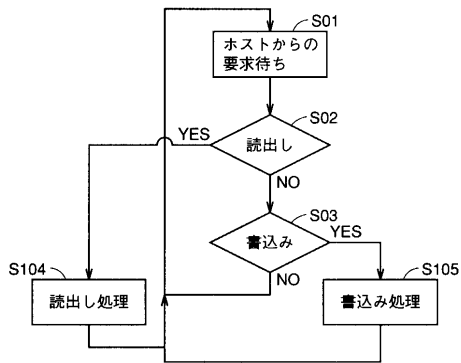 S01
ホストからの
要求待ち
S02
読出し
YES
NO
S03
書込み
YES
NO
S104
読出し処理
S105
書込み処理